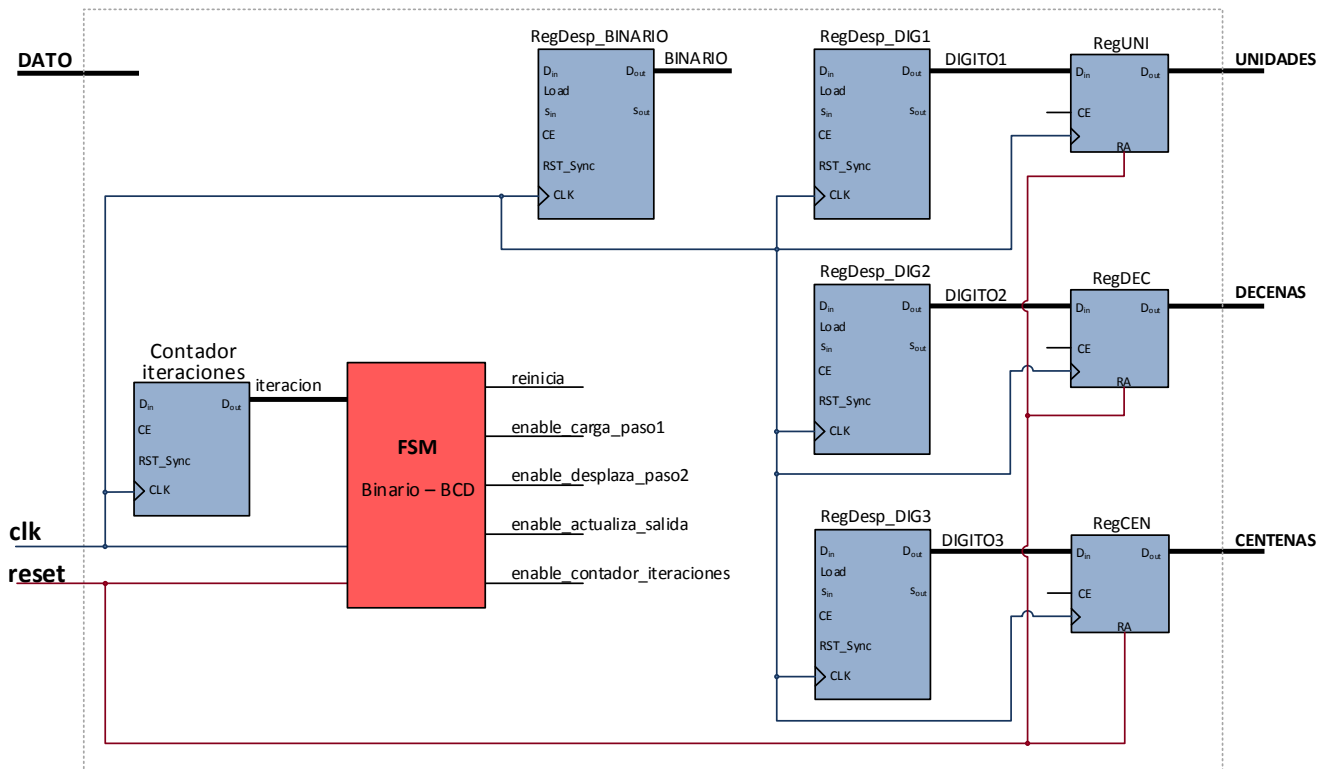 RegDesp_BINARIO
RegDesp_DIG1
RegUNI
DATO
BINARIO
DIGITO1
UNIDADES
Din
Dout
Load
sin
sout
CE
RST_Sync
CLK
Din
Dout
Load
sin
sout
CE
RST_Sync
CLK
Din
Dout
CE
RA
RegDesp_DIG2
RegDEC
DIGITO2
DECENAS
Din
Dout
Load
sin
sout
CE
RST_Sync
CLK
Din
Dout
CE
RA
Contador
iteraciones
iteracion
Din
Dout
CE
RST_Sync
CLK
FSM
Binario – BCD
reinicia
enable_carga_paso1
enable_desplaza_paso2
enable_actualiza_salida
enable_contador_iteraciones
clk
reset
RegDesp_DIG3
RegCEN
DIGITO3
CENTENAS
Din
Dout
Load
sin
sout
CE
RST_Sync
CLK
Din
Dout
CE
RA